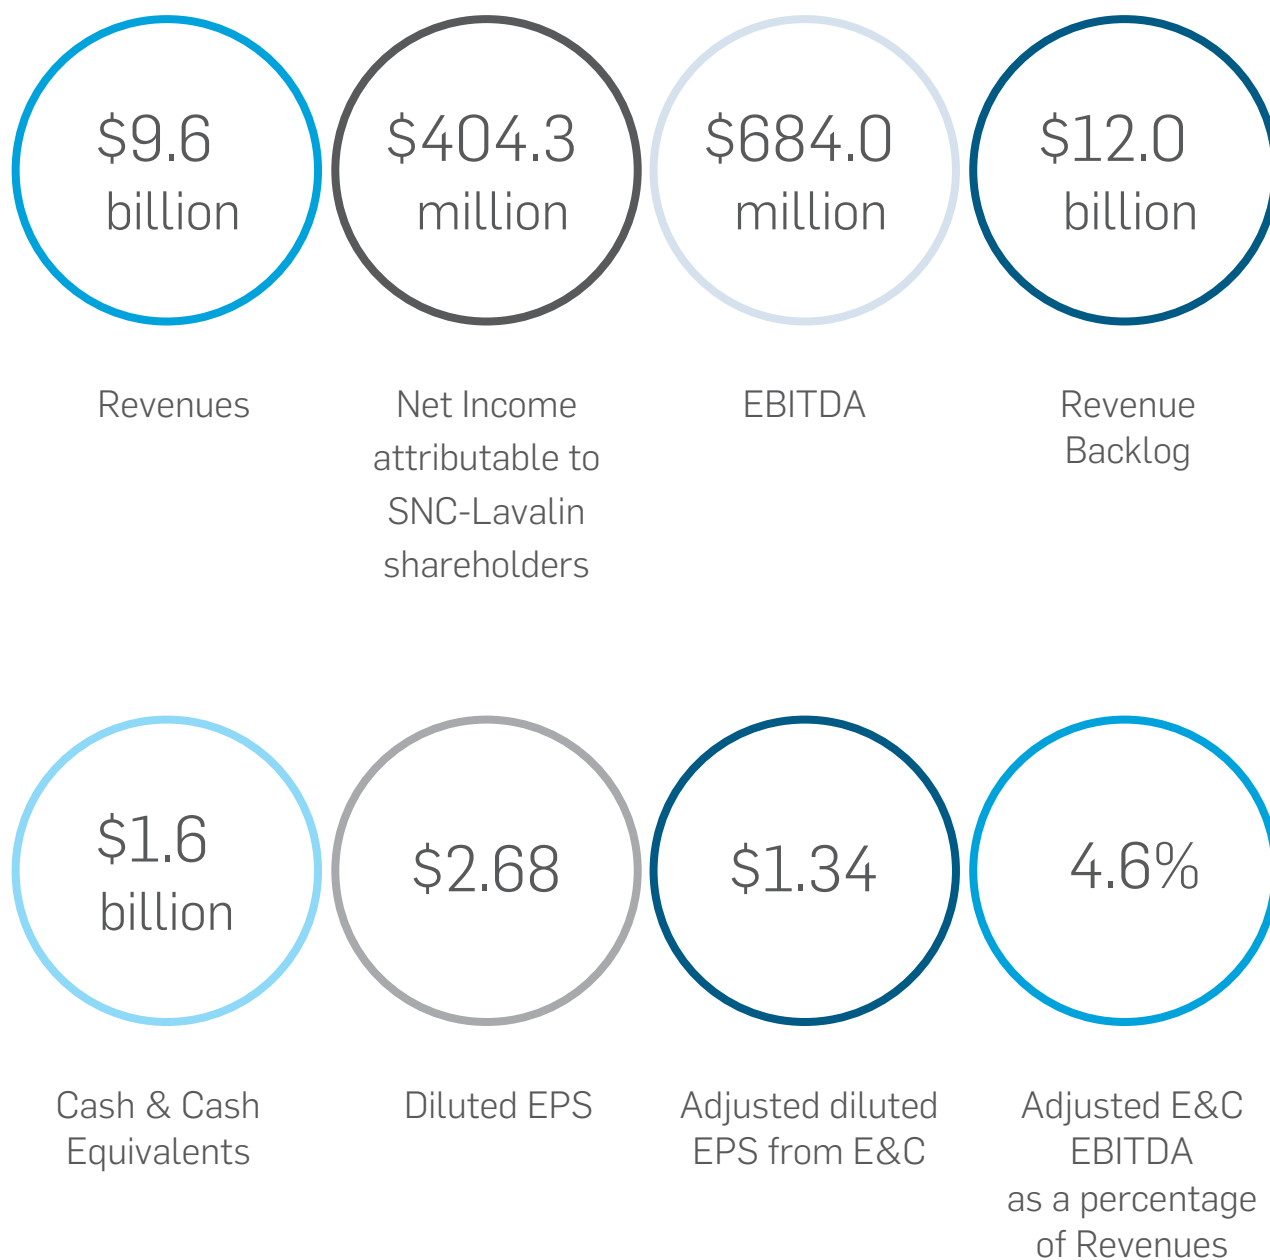 $9.6
billion
$404.3
million
$684.0
million
$12.0
billion
Revenues
Net Income
attributable to
SNC-Lavalin
shareholders
EBITDA
Revenue
Backlog
$1.6
billion
$2.68
$1.34
4.6%
Cash & Cash
Equivalents
Diluted EPS
Adjusted diluted
EPS from E&C
Adjusted E&C
EBITDA
as a percentage
of Revenues